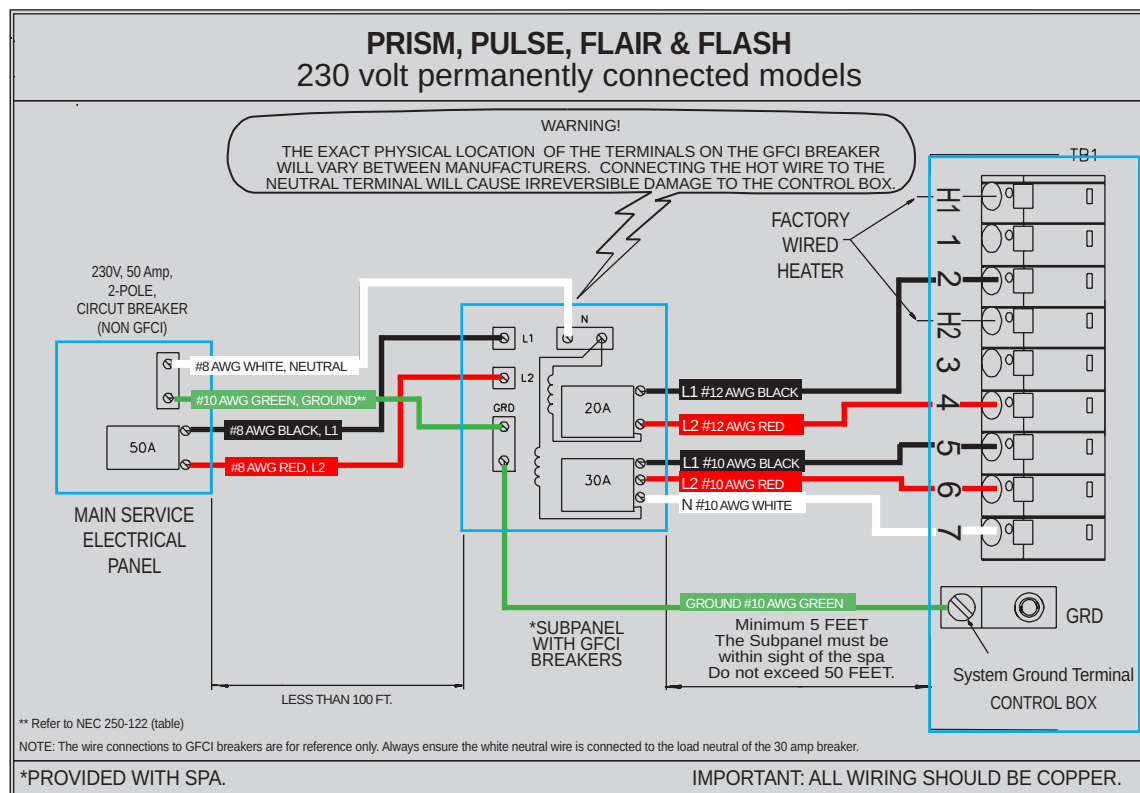 PRISM, PULSE, FLAIR & FLASH
230 volt permanently connected models
WARNING!
THE EXACT PHYSICAL LOCATION OF THE TERMINALS ON THE GFCI BREAKER
WILL VARY BETWEEN MANUFACTURERS. CONNECTING THE HOT WIRE TO THE
NEUTRAL TERMINAL WILL CAUSE IRREVERSIBLE DAMAGE TO THE CONTROL BOX.
TB1
H1
1
2
H2
3
4
5
6
7
FACTORY
WIRED
HEATER
230V, 50 Amp,
2-POLE,
CIRCUT BREAKER
(NON GFCI)
#8 AWG WHITE, NEUTRAL
#10 AWG GREEN, GROUND**
#8 AWG BLACK, L1
#8 AWG RED, L2
50A
MAIN SERVICE
ELECTRICAL
PANEL
N
L1
L2
GRD
20A
30A
L1 #12 AWG BLACK
L2 #12 AWG RED
L1 #10 AWG BLACK
L2 #10 AWG RED
N #10 AWG WHITE
GROUND #10 AWG GREEN
*SUBPANEL
WITH GFCI
BREAKERS
Minimum 5 FEET
The Subpanel must be
within sight of the spa
Do not exceed 50 FEET.
GRD
System Ground Terminal
CONTROL BOX
LESS THAN 100 FT.
** Refer to NEC 250-122 (table)
NOTE: The wire connections to GFCI breakers are for reference only. Always ensure the white neutral wire is connected to the load neutral of the 30 amp breaker.
*PROVIDED WITH SPA.
IMPORTANT: ALL WIRING SHOULD BE COPPER.